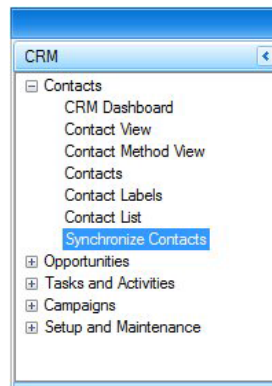 CRM
Contacts
CRM Dashboard
Contact View
Contact Method View
Contacts
Contact Labels
Contact List
Synchronize Contacts
Opportunities
Tasks and Activities
Campaigns
Setup and Maintenance